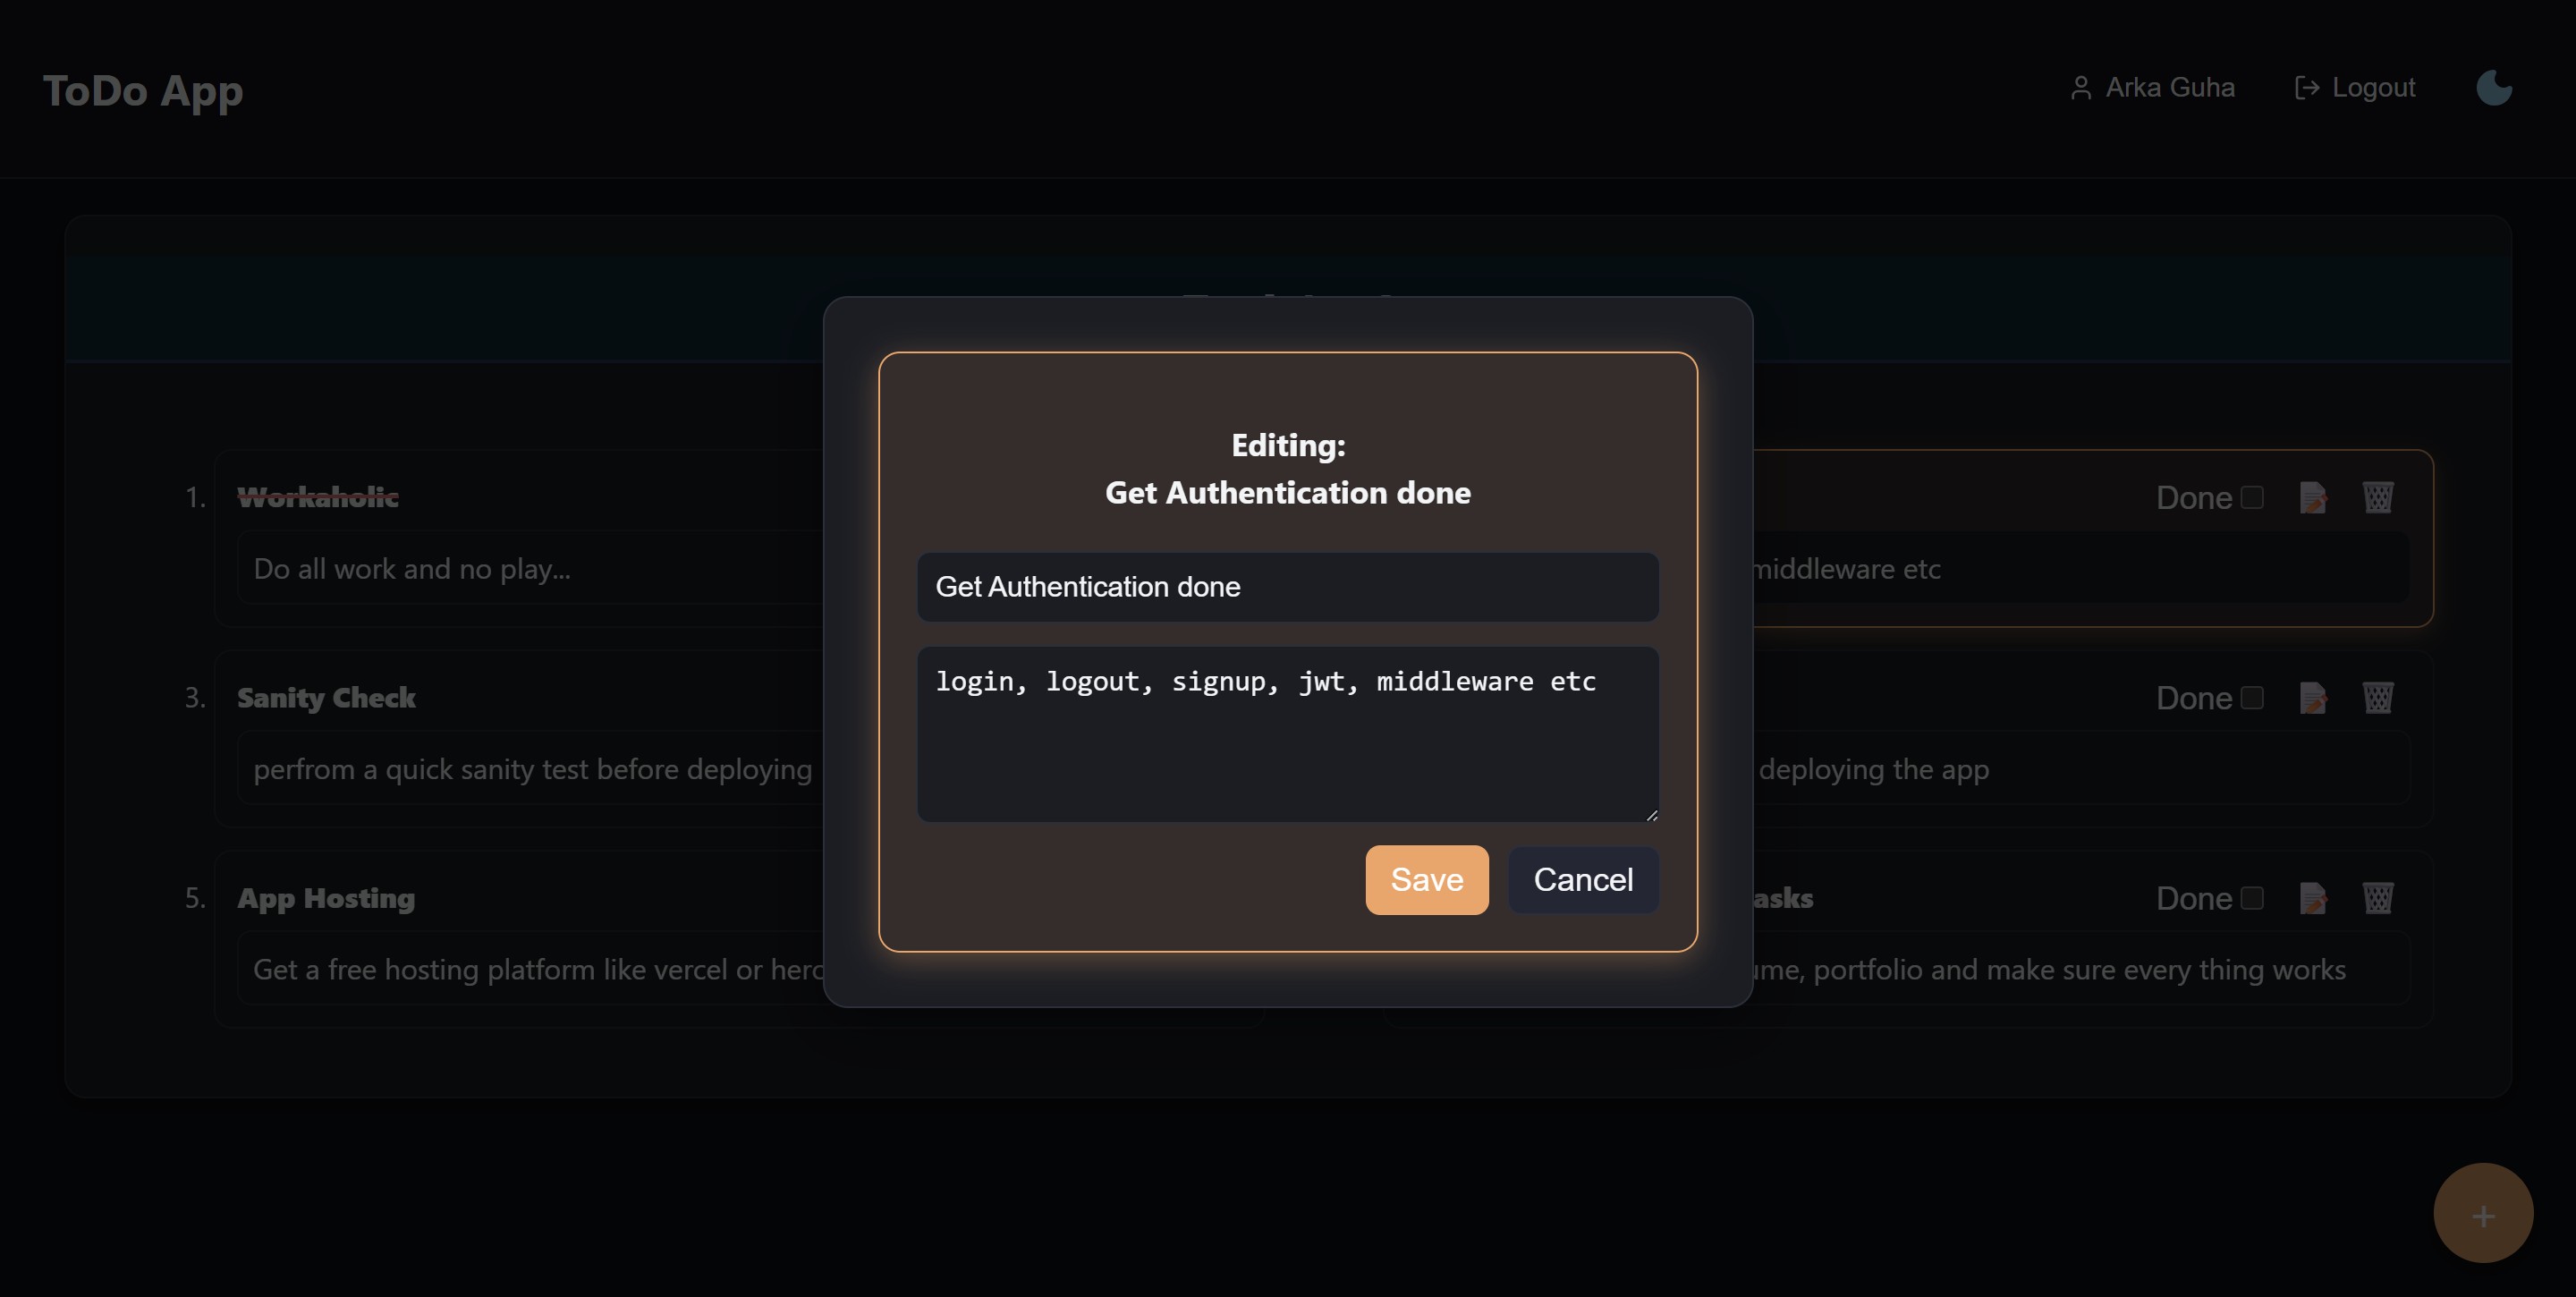 ToDo App
Arka Guha
Logout
Editing:
Get Authentication done
Get Authentication done
login, logout, signup, jwt, middleware etc
Save
Cancel
1.
Workaholic
Do all work and no play...
Done
middleware etc
3.
Sanity Check
perfrom a quick sanity test before deploying
Done
deploying the app
5.
App Hosting
Get a free hosting platform like vercel or
Done
portfolio and make sure every thing works
+